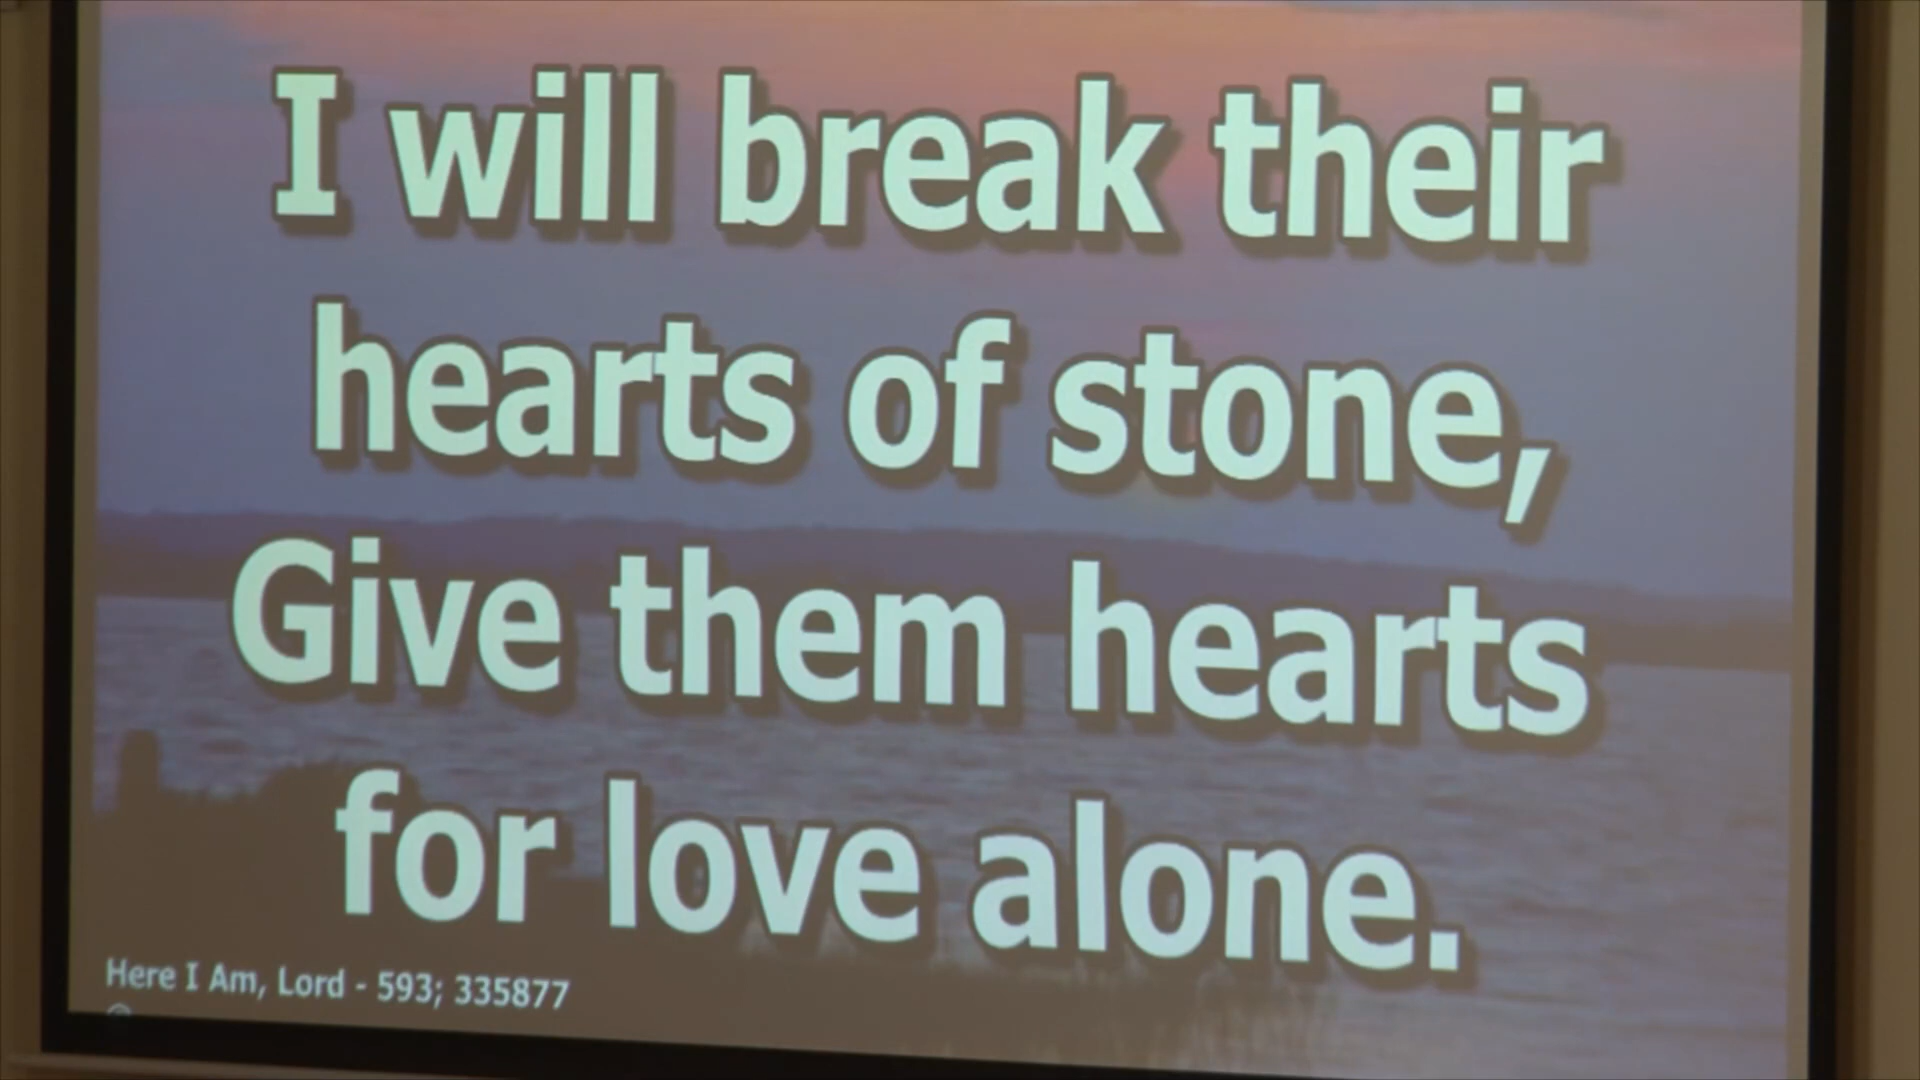 I will break their
hearts of stone,
Give them hearts
for love alone.
Here I Am, Lord - 593; 335877
©